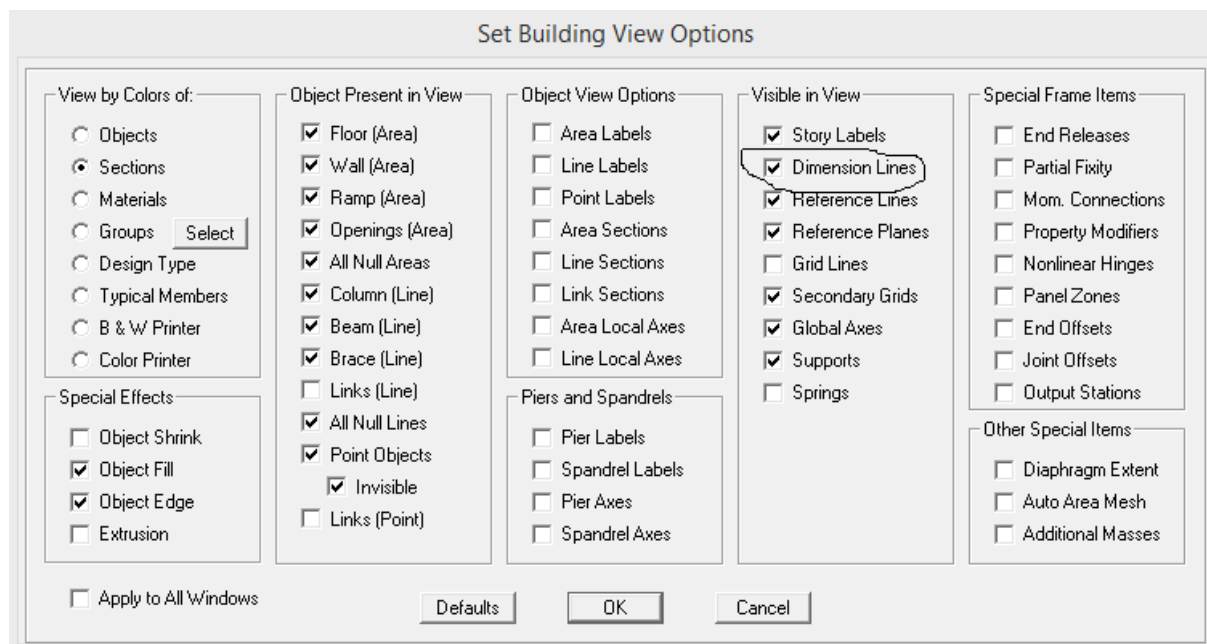 Set Building View Options
View by Colors of:
Objects
Sections
Materials
Groups
Select
Design Type
Typical Members
B & W Printer
Color Printer
Special Effects
Object Shrink
Object Fill
Object Edge
Extrusion
Object Present in View
Floor (Area)
Wall (Area)
Ramp (Area)
Openings (Area)
All Null Areas
Column (Line)
Beam (Line)
Brace (Line)
Links (Line)
All Null Lines
Point Objects
Invisible
Links (Point)
Object View Options
Area Labels
Line Labels
Point Labels
Area Sections
Line Sections
Link Sections
Area Local Axes
Line Local Axes
Piers and Spandrels
Pier Labels
Spandrel Labels
Pier Axes
Spandrel Axes
Visible in View
Story Labels
Dimension Lines
Reference Lines
Reference Planes
Grid Lines
Secondary Grids
Global Axes
Supports
Springs
Special Frame Items
End Releases
Partial Fixity
Mom. Connections
Property Modifiers
Nonlinear Hinges
Panel Zones
End Offsets
Joint Offsets
Output Stations
Other Special Items
Diaphragm Extent
Auto Area Mesh
Additional Masses
Apply to All Windows
Defaults
OK
Cancel